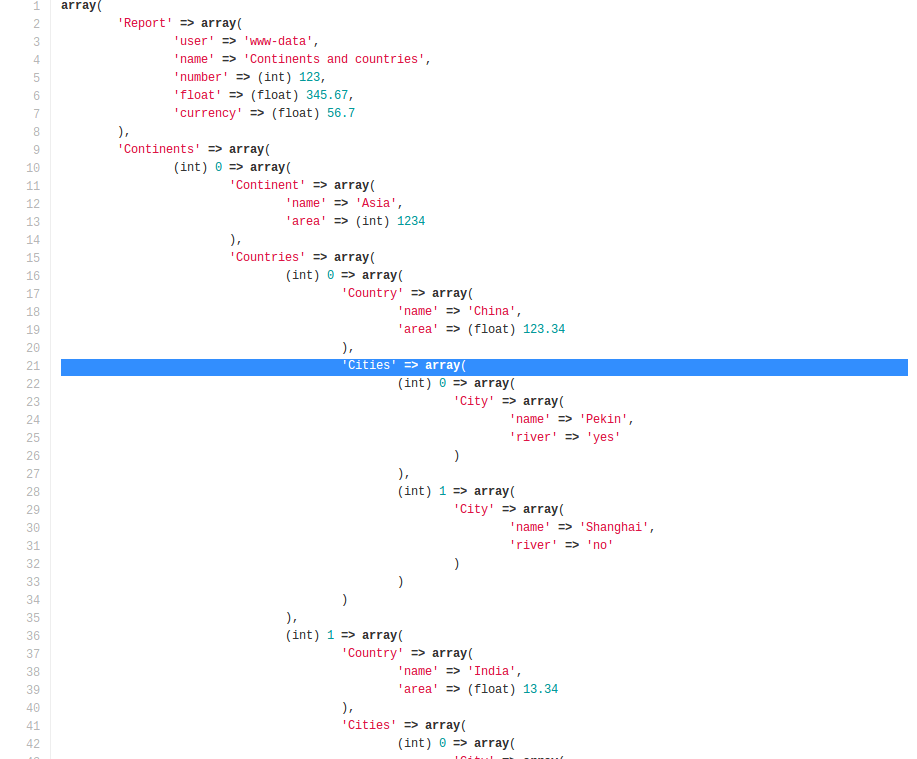 1 array(
2 'Report' => array(
3 'user' => 'www-data',
4 'name' => 'Continents and countries',
5 'number' => (int) 123,
6 'float' => (float) 345.67,
7 'currency' => (float) 56.7
8 ),
9 'Continents' => array(
10 (int) 0 => array(
11 'Continent' => array(
12 'name' => 'Asia',
13 'area' => (int) 1234
14 ),
15 'Countries' => array(
16 (int) 0 => array(
17 'Country' => array(
18 'name' => 'China',
19 'area' => (float) 123.34
20 ),
21 'Cities' => array(
22 (int) 0 => array(
23 'City' => array(
24 'name' => 'Pekin',
25 'river' => 'yes'
26 )
27 ),
28 (int) 1 => array(
29 'City' => array(
30 'name' => 'Shanghai',
31 'river' => 'no'
32 )
33 )
34 )
35 ),
36 (int) 1 => array(
37 'Country' => array(
38 'name' => 'India',
39 'area' => (float) 13.34
40 ),
41 'Cities' => array(
42 (int) 0 => array(
'City' => array(